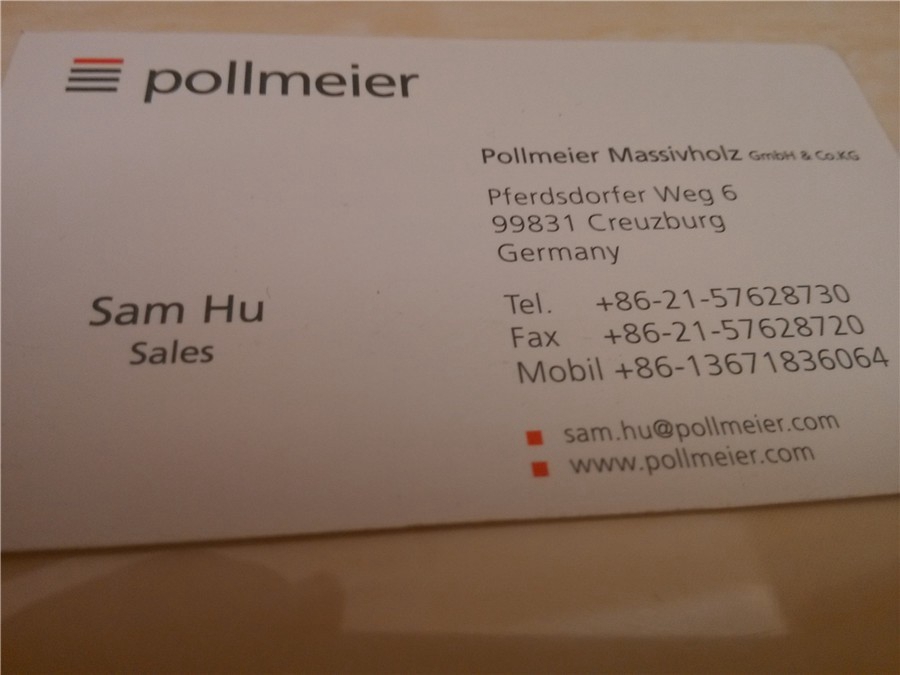 pollmeier
Pollmeier Massivholz GmbH & Co.KG
Pferdsdorfer Weg 6
99831 Creuzburg
Germany
Sam Hu
Sales
Tel. +86-21-57628730
Fax +86-21-57628720
Mobil +86-13671836064
sam.hu@pollmeier.com
www.pollmeier.com